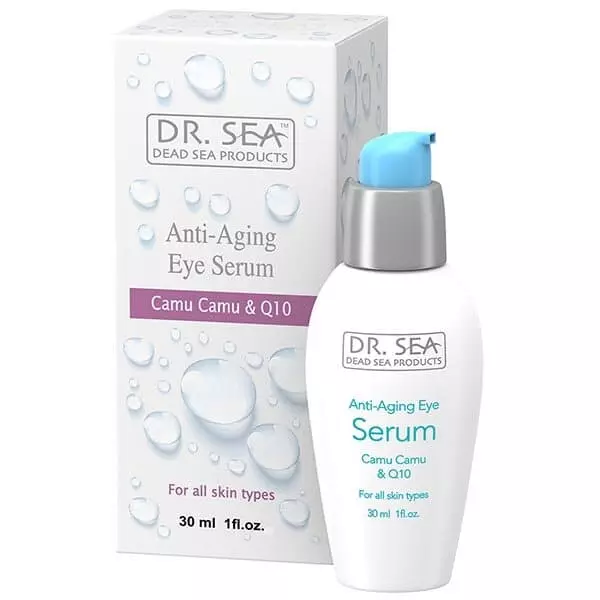 DR. SEA™
DEAD SEA PRODUCTS
Anti-Aging
Eye Serum
Camu Camu & Q10
For all skin types
30 ml 1fl.oz.
DR. SEA
DEAD SEA PRODUCTS
Anti-Aging Eye
Serum
Camu Camu
& Q10
For all skin types
30 ml 1fl.oz.